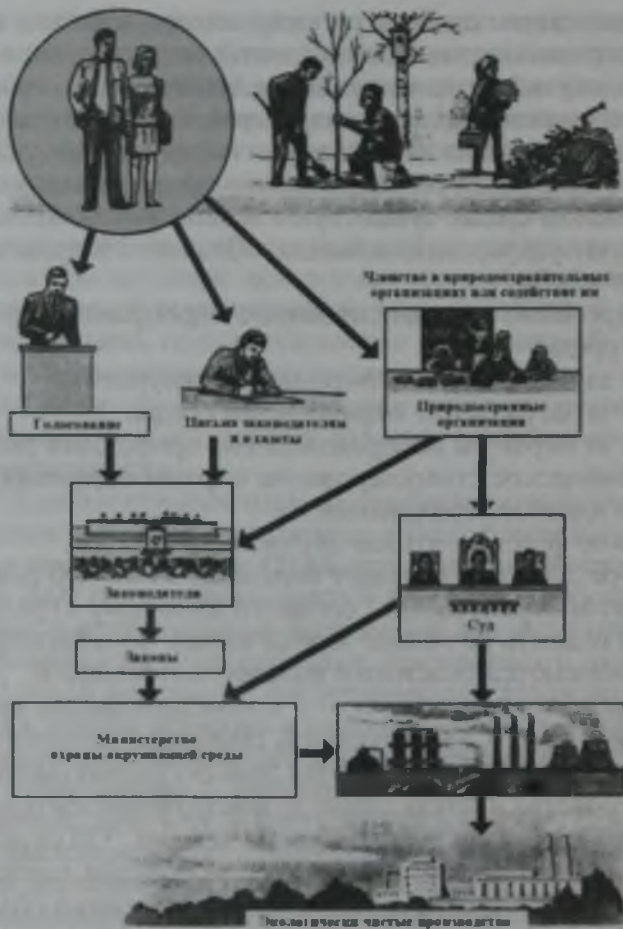 Членство в природоохранительных
организациях или содействие им
Голосование
Письма законодателям
и в газеты
Природоохранные
организации
Законодатели
Суд
Законы
Министерство
охраны окружающей среды
Экологически чистые производства